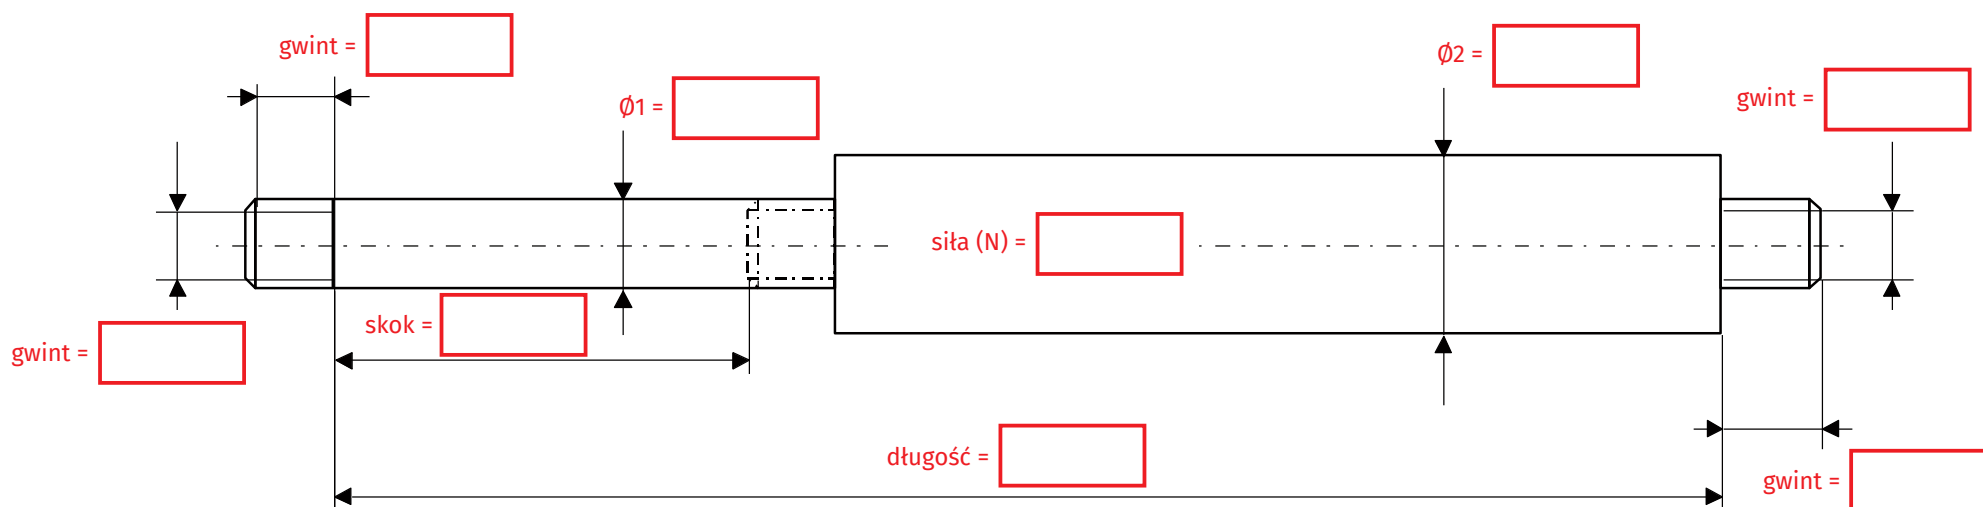 gwint =
Ø1 =
Ø2 =
gwint =
siła (N) =
gwint =
skok =
długość =
gwint =